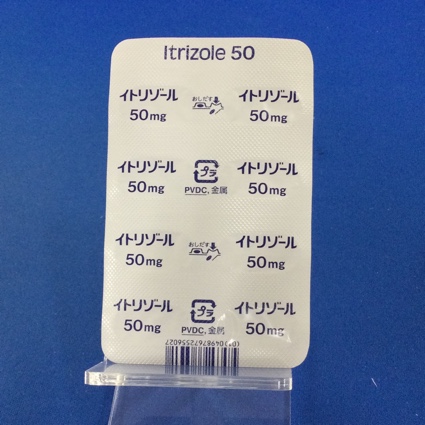 Itrizole 50
イトリゾール おしだす イトリゾール
50mg 50mg
イトリゾール プラ イトリゾール
50mg PVDC, 金属 50mg
イトリゾール おしだす イトリゾール
50mg 50mg
イトリゾール プラ イトリゾール
50mg PVDC, 金属 50mg
(01)04987672556027